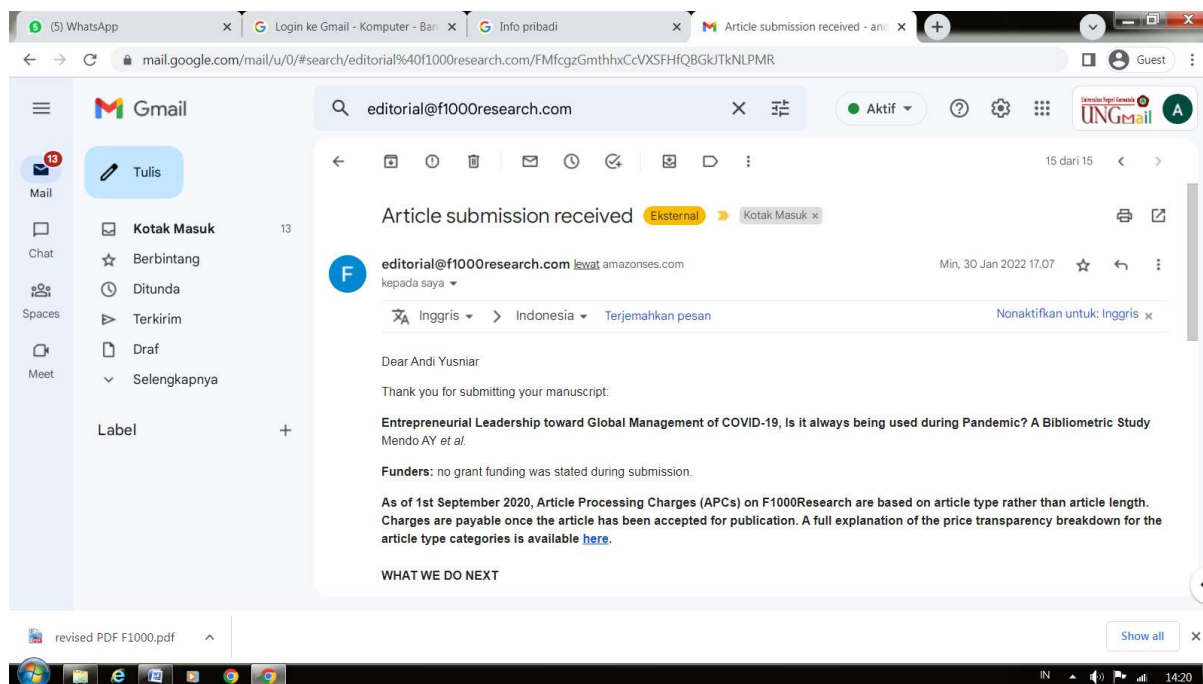 (5) WhatsApp
Login ke Gmail - Komputer - Ban
Info pribadi
Article submission received - and
mail.google.com/mail/u/0/#search/editorial%40f1000research.com/FMfcgzGmthhxCcVXSFHfQBGkJTkNLPMR
Guest
Gmail
editorial@f1000research.com
Aktif
Universitas Negeri Gorontalo
UNGmail
A
13
Mail
Chat
Spaces
Meet
Tulis
Kotak Masuk 13
Berbintang
Ditunda
Terkirim
Draf
Selengkapnya
Label
15 dari 15
Article submission received Eksternal Kotak Masuk ×
F
editorial@f1000research.com lewat amazonses.com Min, 30 Jan 2022 17.07
kepada saya
Inggris > Indonesia Terjemahkan pesan Nonaktifkan untuk: Inggris ×
Dear Andi Yusniar
Thank you for submitting your manuscript:
Entrepreneurial Leadership toward Global Management of COVID-19, Is it always being used during Pandemic? A Bibliometric Study
Mendo AY et al.
Funders: no grant funding was stated during submission.
As of 1st September 2020, Article Processing Charges (APCs) on F1000Research are based on article type rather than article length.
Charges are payable once the article has been accepted for publication. A full explanation of the price transparency breakdown for the
article type categories is available here.
WHAT WE DO NEXT
revised PDF F1000.pdf
Show all
IN
14:20